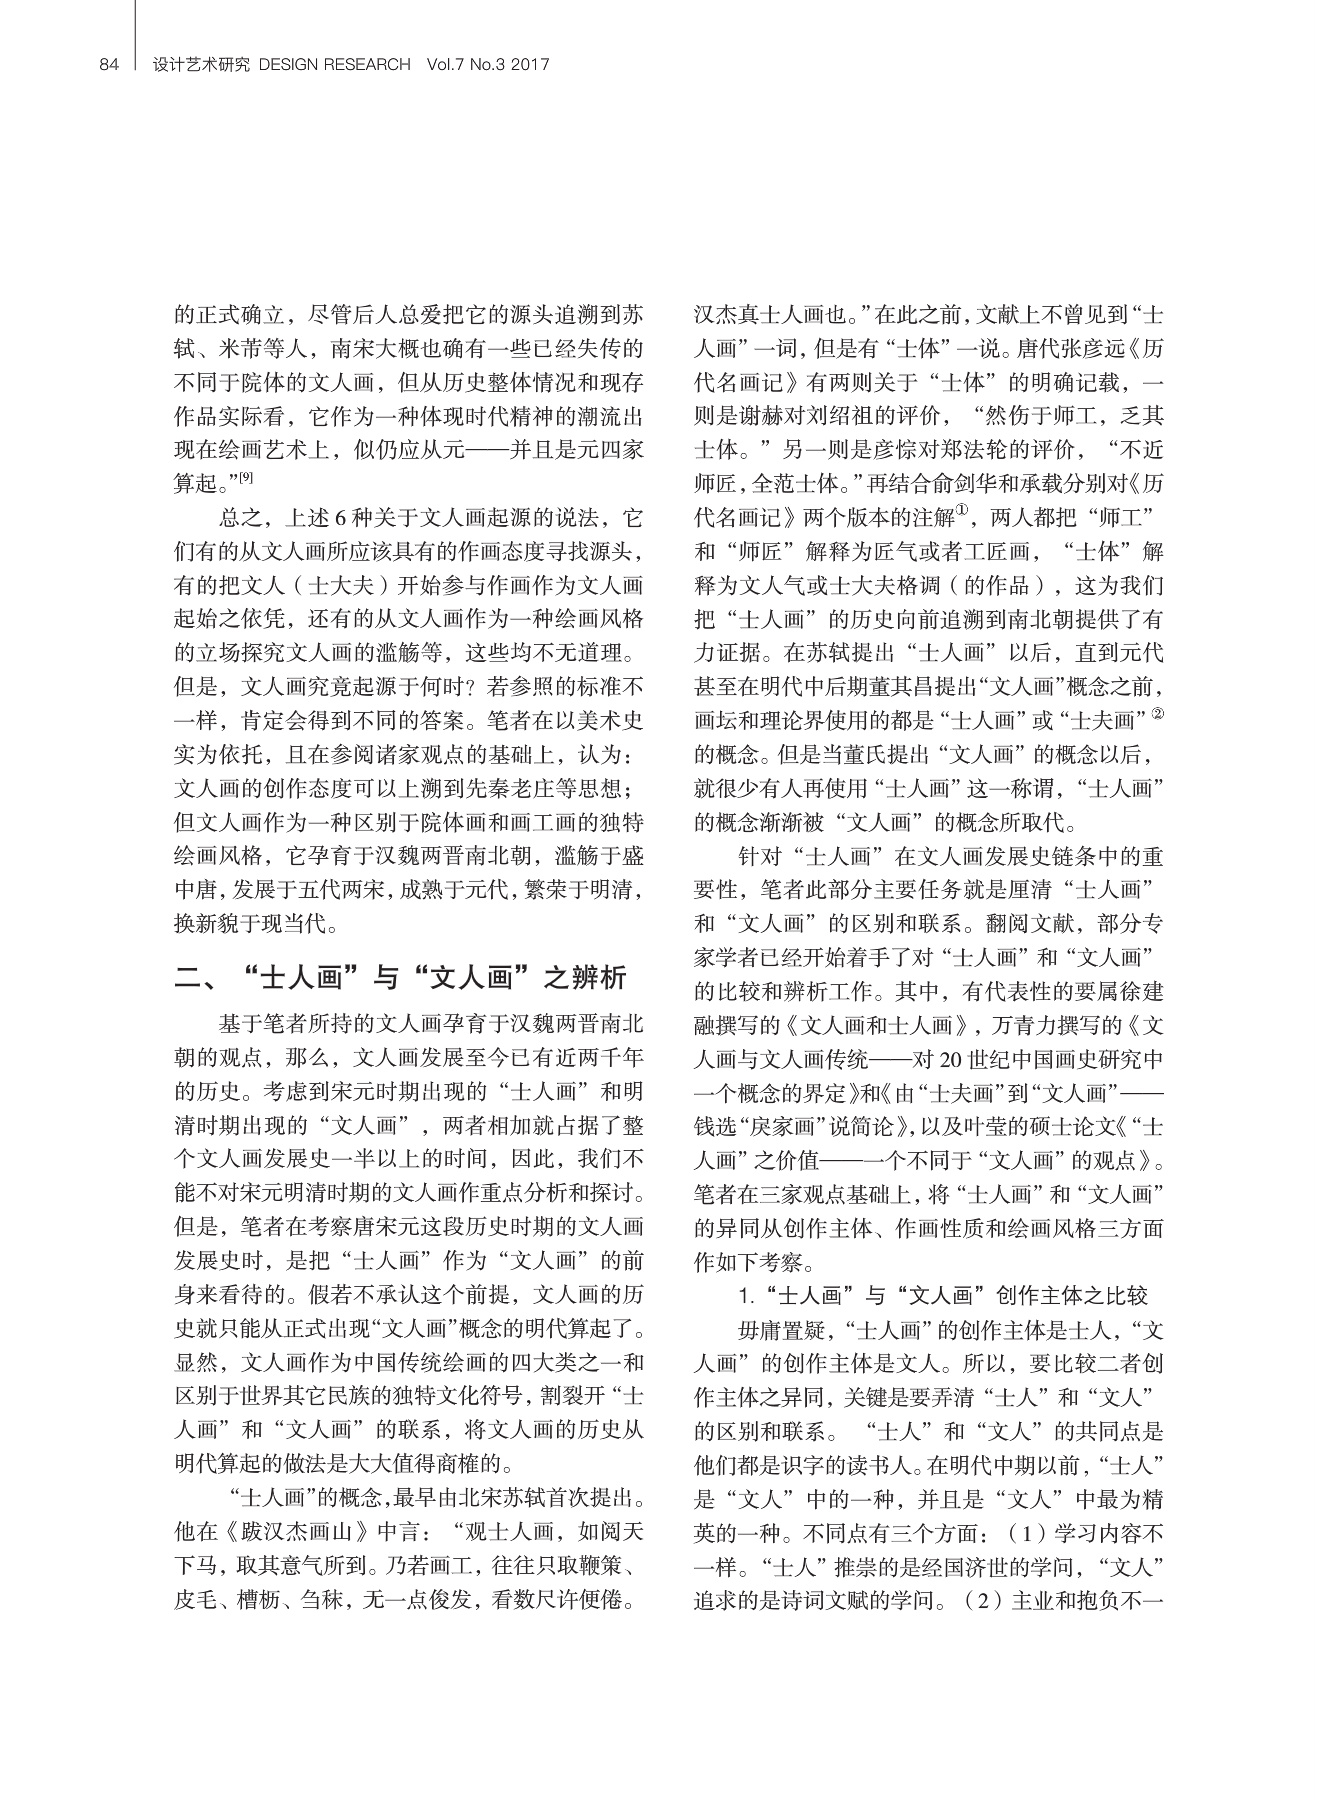 84 设计艺术研究 DESIGN RESEARCH Vol.7 No.3 2017
的正式确立，尽管后人总爱把它的源头追溯到苏
轼、米芾等人，南宋大概也确有一些已经失传的
不同于院体的文人画，但从历史整体情况和现存
作品实际看，它作为一种体现时代精神的潮流出
现在绘画艺术上，似仍应从元——并且是元四家
算起。”[9]
总之，上述6种关于文人画起源的说法，它
们有的从文人画所应该具有的作画态度寻找源头，
有的把文人（士大夫）开始参与作画作为文人画
起始之依凭，还有的从文人画作为一种绘画风格
的立场探究文人画的滥觞等，这些均不无道理。
但是，文人画究竟起源于何时？若参照的标准不
一样，肯定会得到不同的答案。笔者在以美术史
实为依托，且在参阅诸家观点的基础上，认为：
文人画的创作态度可以上溯到先秦老庄等思想；
但文人画作为一种区别于院体画和画工画的独特
绘画风格，它孕育于汉魏两晋南北朝，滥觞于盛
中唐，发展于五代两宋，成熟于元代，繁荣于明清，
换新貌于现当代。
二、“士人画”与“文人画”之辨析
基于笔者所持的文人画孕育于汉魏两晋南北
朝的观点，那么，文人画发展至今已有近两千年
的历史。考虑到宋元时期出现的“士人画”和明
清时期出现的“文人画”，两者相加就占据了整
个文人画发展史一半以上的时间，因此，我们不
能不对宋元明清时期的文人画作重点分析和探讨。
但是，笔者在考察唐宋元这段历史时期的文人画
发展史时，是把“士人画”作为“文人画”的前
身来看待的。假若不承认这个前提，文人画的历
史就只能从正式出现“文人画”概念的明代算起了。
显然，文人画作为中国传统绘画的四大类之一和
区别于世界其它民族的独特文化符号，割裂开“士
人画”和“文人画”的联系，将文人画的历史从
明代算起的做法是大大值得商榷的。
“士人画”的概念，最早由北宋苏轼首次提出。
他在《跋汉杰画山》中言：“观士人画，如阅天
下马，取其意气所到。乃若画工，往往只取鞭策、
皮毛、槽枥、刍秣，无一点俊发，看数尺许便倦。
汉杰真士人画也。”在此之前，文献上不曾见到“士
人画”一词，但是有“士体”一说。唐代张彦远《历
代名画记》有两则关于“士体”的明确记载，一
则是谢赫对刘绍祖的评价，“然伤于师工，乏其
士体。”另一则是彦悰对郑法轮的评价，“不近
师匠，全范士体。”再结合俞剑华和承载分别对《历
代名画记》两个版本的注解①，两人都把“师工”
和“师匠”解释为匠气或者工匠画，“士体”解
释为文人气或士大夫格调（的作品），这为我们
把“士人画”的历史向前追溯到南北朝提供了有
力证据。在苏轼提出“士人画”以后，直到元代
甚至在明代中后期董其昌提出“文人画”概念之前，
画坛和理论界使用的都是“士人画”或“士夫画”②
的概念。但是当董氏提出“文人画”的概念以后，
就很少有人再使用“士人画”这一称谓，“士人画”
的概念渐渐被“文人画”的概念所取代。
针对“士人画”在文人画发展史链条中的重
要性，笔者此部分主要任务就是厘清“士人画”
和“文人画”的区别和联系。翻阅文献，部分专
家学者已经开始着手了对“士人画”和“文人画”
的比较和辨析工作。其中，有代表性的要属徐建
融撰写的《文人画和士人画》，万青力撰写的《文
人画与文人画传统——对20世纪中国画史研究中
一个概念的界定》和《由“士夫画”到“文人画”——
钱选“戾家画”说简论》，以及叶莹的硕士论文《“士
人画”之价值——一个不同于“文人画”的观点》。
笔者在三家观点基础上，将“士人画”和“文人画”
的异同从创作主体、作画性质和绘画风格三方面
作如下考察。
1.“士人画”与“文人画”创作主体之比较
毋庸置疑，“士人画”的创作主体是士人，“文
人画”的创作主体是文人。所以，要比较二者创
作主体之异同，关键是要弄清“士人”和“文人”
的区别和联系。“士人”和“文人”的共同点是
他们都是识字的读书人。在明代中期以前，“士人”
是“文人”中的一种，并且是“文人”中最为精
英的一种。不同点有三个方面：（1）学习内容不
一样。“士人”推崇的是经国济世的学问，“文人”
追求的是诗词文赋的学问。（2）主业和抱负不一